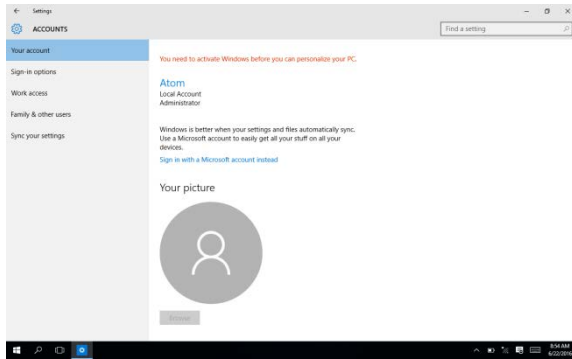 Settings
ACCOUNTS
Find a setting
Your account
Sign-in options
Work access
Family & other users
Sync your settings
You need to activate Windows before you can personalize your PC.
Atom
Local Account
Administrator
Windows is better when your settings and files automatically sync.
Use a Microsoft account to easily get all your stuff on all your
devices.
Sign in with a Microsoft account instead
Your picture
Browse
8:54 AM
6/22/2016